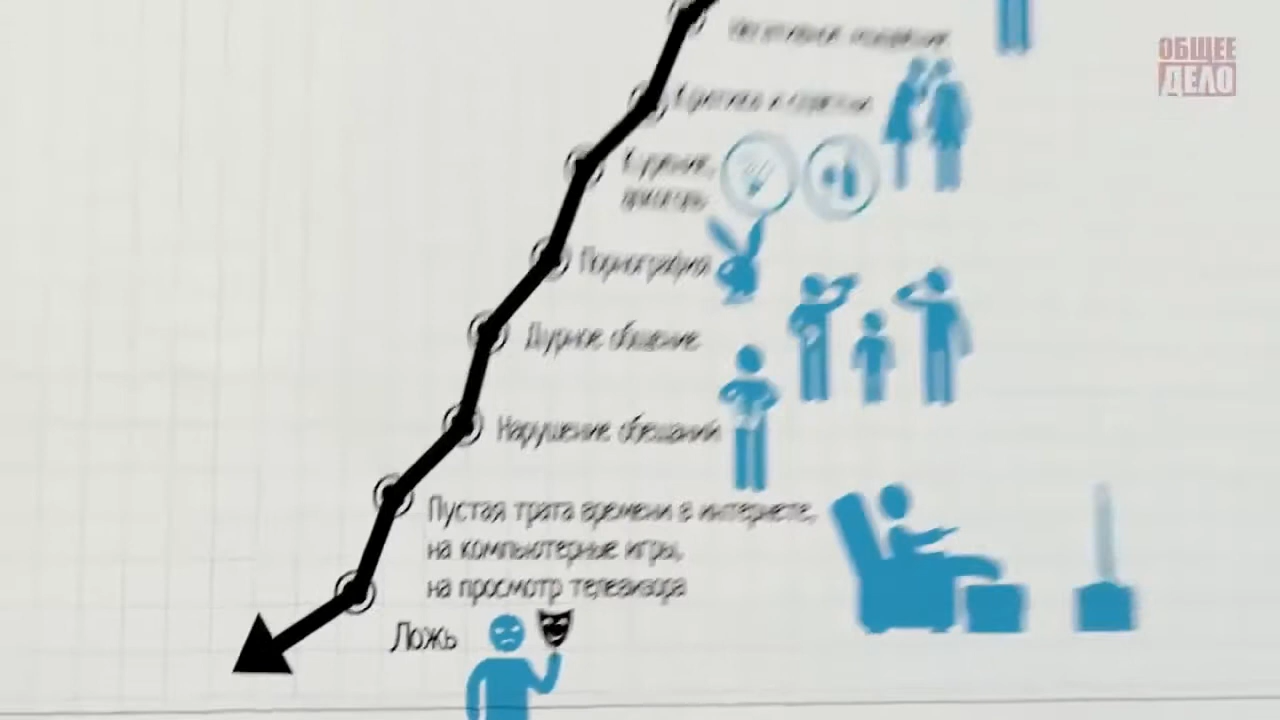 ОБЩЕЕ
ДЕЛО
Курение,
алкоголь
Порнография
Дурное общение
Нарушение обещаний
Пустая трата времени в интернете,
на компьютерные игры,
на просмотр телевизора
Ложь